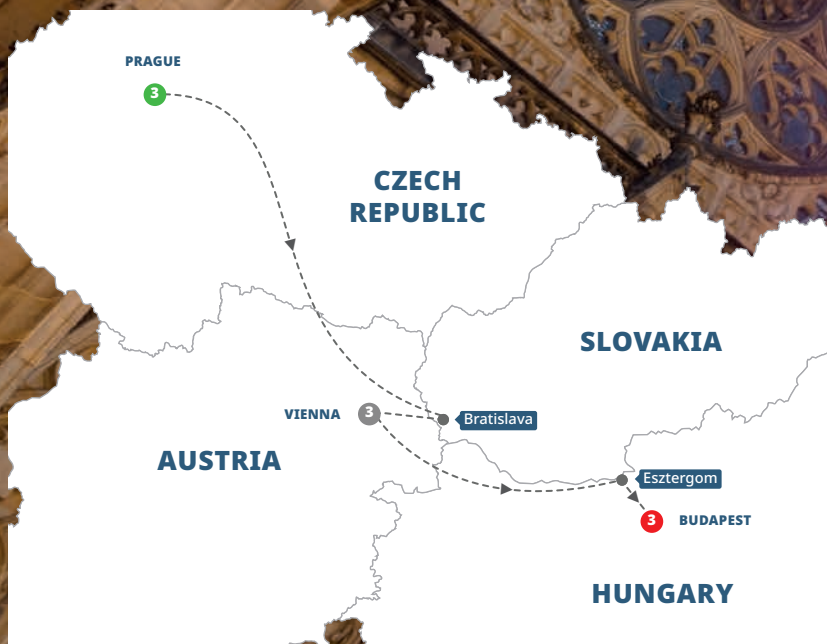 PRAGUE
3
CZECH
REPUBLIC
SLOVAKIA
VIENNA
3
Bratislava
AUSTRIA
Esztergom
3
BUDAPEST
HUNGARY